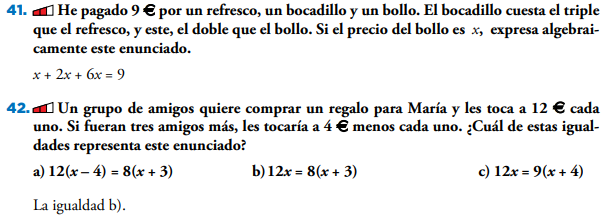 41. He pagado 9 € por un refresco, un bocadillo y un bollo. El bocadillo cuesta el triple
que el refresco, y este, el doble que el bollo. Si el precio del bollo es x, expresa algebrai-
camente este enunciado.
x + 2x + 6x = 9
42. Un grupo de amigos quiere comprar un regalo para María y les toca a 12 € cada
uno. Si fueran tres amigos más, les tocaría a 4 € menos cada uno. ¿Cuál de estas igual-
dades representa este enunciado?
a) 12(x – 4) = 8(x + 3) b) 12x = 8(x + 3) c) 12x = 9(x + 4)
La igualdad b).